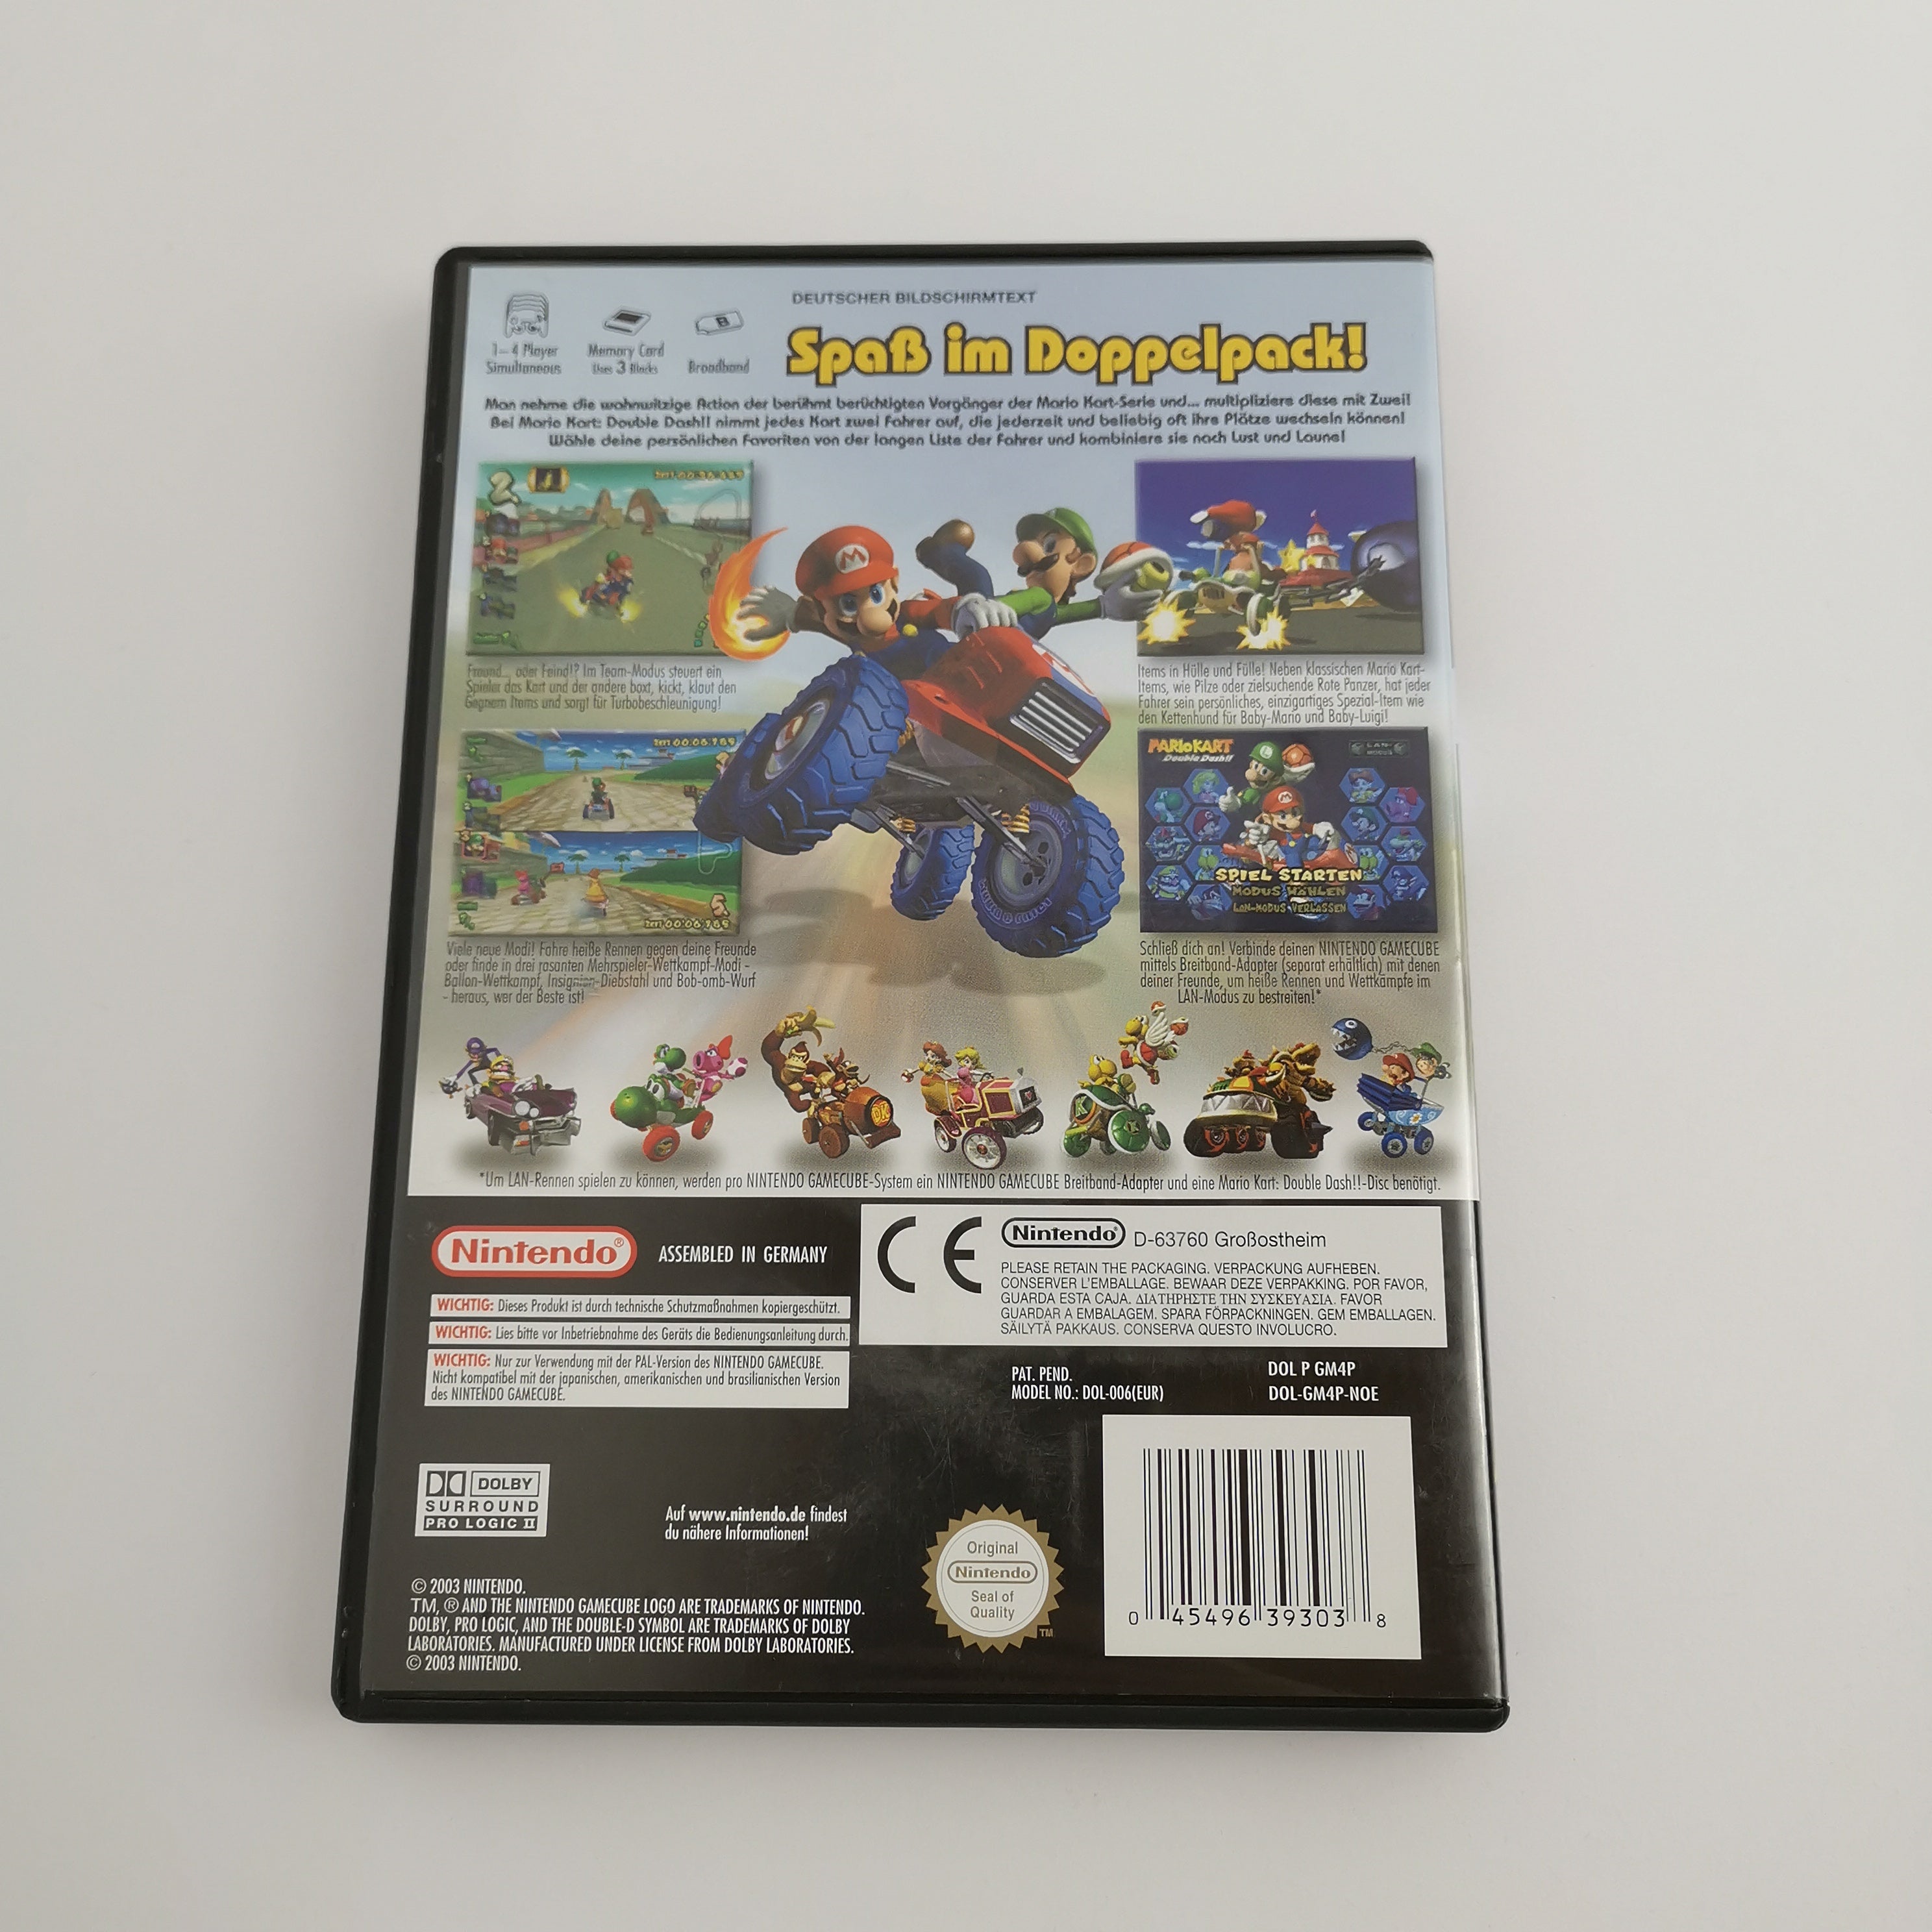 DEUTSCHER BILDSCHIRMTEXT
1-4 Player
Simultaneous
Memory Card
Uses 3 Blocks
Broadband
Spaß im Doppelpack!
Man nehme die wahnwitzige Action der berühmt berüchtigten Vorgänger der Mario Kart-Serie und... multipliziere diese mit Zwei!
Bei Mario Kart: Double Dash!! nimmt jedes Kart zwei Fahrer auf, die jederzeit und beliebig oft ihre Plätze wechseln können!
Wähle deine persönlichen Favoriten von der langen Liste der Fahrer und kombiniere sie nach Lust und Laune!
Freund... oder Feind!? Im Team-Modus steuert ein
Spieler das Kart und der andere boxt, kickt, klaut den
Gegnern Items und sorgt für Turbobeschleunigung!
Items in Hülle und Fülle! Neben klassischen Mario Kart-
Items, wie Pilze oder zielsuchende Rote Panzer, hat jeder
Fahrer sein persönliches, einzigartiges Spezial-Item wie
den Kettenhund für Baby-Mario und Baby-Luigi!
MARIO KART
Double Dash!!
LAN-
MODUS
SPIEL STARTEN
MODUS WÄHLEN
LAN-MODUS VERLASSEN
Viele neue Modi! Fahre heiße Rennen gegen deine Freunde
oder finde in drei rasanten Mehrspieler-Wettkampf-Modi -
Ballon-Wettkampf, Insignien-Diebstahl und Bob-omb-Wurf
- heraus, wer der Beste ist!
Schließ dich an! Verbinde deinen NINTENDO GAMECUBE
mittels Breitband-Adapter (separat erhältlich) mit denen
deiner Freunde, um heiße Rennen und Wettkämpfe im
LAN-Modus zu bestreiten!*
*Um LAN-Rennen spielen zu können, werden pro NINTENDO GAMECUBE-System ein NINTENDO GAMECUBE Breitband-Adapter und eine Mario Kart: Double Dash!!-Disc benötigt.
Nintendo® ASSEMBLED IN GERMANY
WICHTIG: Dieses Produkt ist durch technische Schutzmaßnahmen kopiergeschützt.
WICHTIG: Lies bitte vor Inbetriebnahme des Geräts die Bedienungsanleitung durch.
WICHTIG: Nur zur Verwendung mit der PAL-Version des NINTENDO GAMECUBE.
Nicht kompatibel mit der japanischen, amerikanischen und brasilianischen Version
des NINTENDO GAMECUBE.
CE Nintendo® D-63760 Großostheim
PLEASE RETAIN THE PACKAGING. VERPACKUNG AUFHEBEN.
CONSERVER L'EMBALLAGE. BEWAAR DEZE VERPAKKING. POR FAVOR,
GUARDA ESTA CAJA. ΔΙΑΤΗΡΗΣΤΕ ΤΗΝ ΣΥΣΚΕΥΑΣΙΑ. FAVOR
GUARDAR A EMBALAGEM. SPARA FÖRPACKNINGEN. GEM EMBALLAGEN.
SÄILYTÄ PAKKAUS. CONSERVA QUESTO INVOLUCRO.
PAT. PEND.
MODEL NO.: DOL-006(EUR)
DOL P GM4P
DOL-GM4P-NOE
DOLBY
SURROUND
PRO LOGIC II
Auf www.nintendo.de findest
du nähere Informationen!
Original
Nintendo
Seal of
Quality
TM
0 45496 39303 8
© 2003 NINTENDO.
TM, ® AND THE NINTENDO GAMECUBE LOGO ARE TRADEMARKS OF NINTENDO.
DOLBY, PRO LOGIC, AND THE DOUBLE-D SYMBOL ARE TRADEMARKS OF DOLBY
LABORATORIES. MANUFACTURED UNDER LICENSE FROM DOLBY LABORATORIES.
© 2003 NINTENDO.